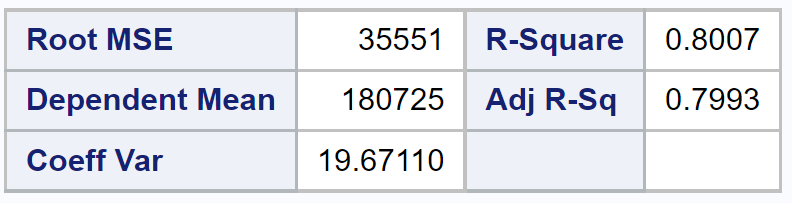 Root MSE 35551 R-Square 0.8007
Dependent Mean 180725 Adj R-Sq 0.7993
Coeff Var 19.67110